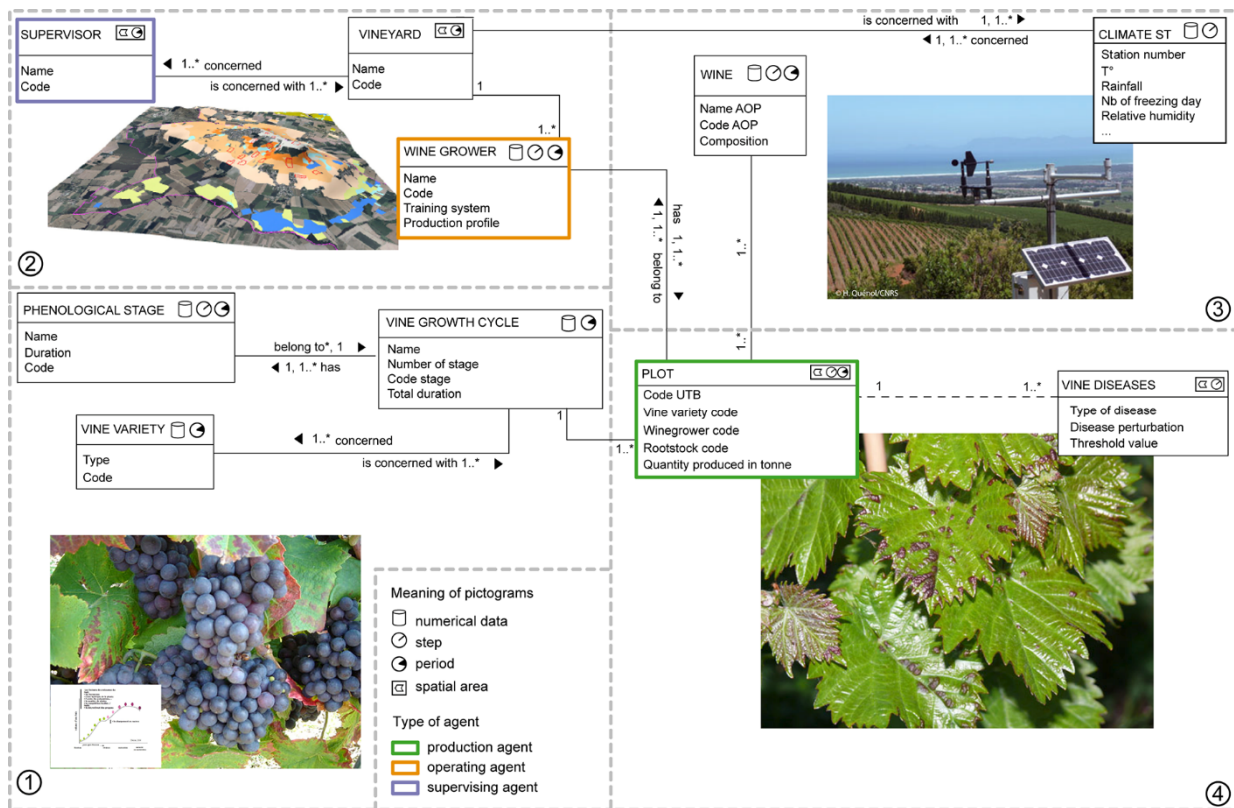 SUPERVISOR
Name
Code
1..* concerned
is concerned with 1..*
VINEYARD
Name
Code
1
1..*
WINE GROWER
Name
Code
Training system
Production profile
②
is concerned with 1, 1..*
1, 1..* concerned
CLIMATE ST
Station number
T°
Rainfall
Nb of freezing day
Relative humidity
...
WINE
Name AOP
Code AOP
Composition
has 1, 1..*
1, 1..* belong to
1..*
1..*
© H. Quénol/CNRS
③
PHENOLOGICAL STAGE
Name
Duration
Code
belong to*, 1
1, 1..* has
VINE GROWTH CYCLE
Name
Number of stage
Code stage
Total duration
VINE VARIETY
Type
Code
1..* concerned
is concerned with 1..*
1
1..*
①
Meaning of pictograms
numerical data
step
period
spatial area
Type of agent
production agent
operating agent
supervising agent
PLOT
Code UTB
Vine variety code
Winegrower code
Rootstock code
Quantity produced in tonne
1
1..*
VINE DISEASES
Type of disease
Disease perturbation
Threshold value
④